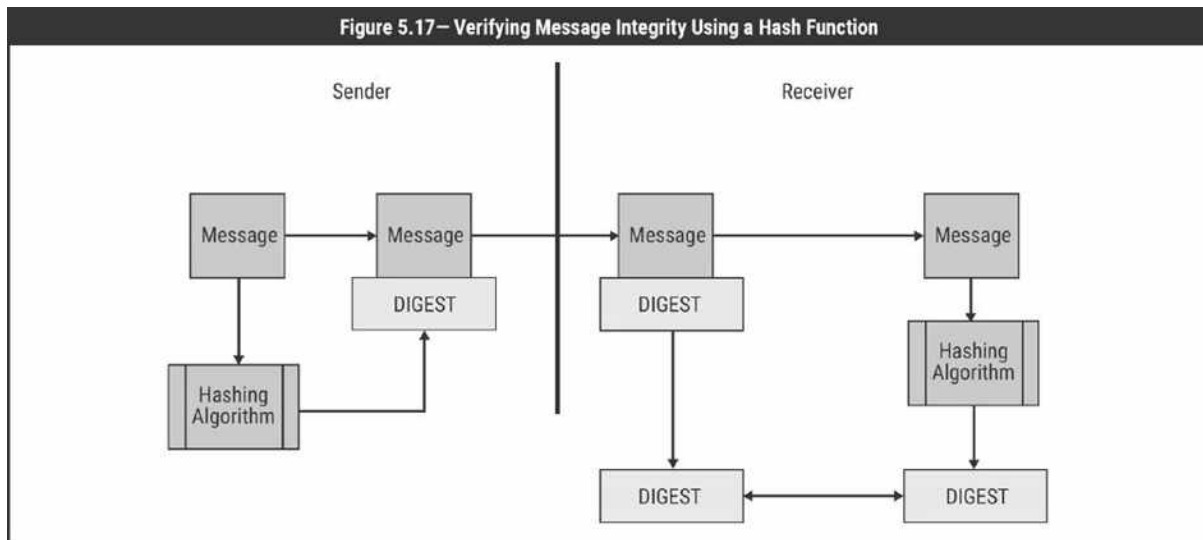 Figure 5.17— Verifying Message Integrity Using a Hash Function
Sender
Receiver
Message
Message
Message
Message
DIGEST
DIGEST
Hashing
Algorithm
Hashing
Algorithm
DIGEST
DIGEST